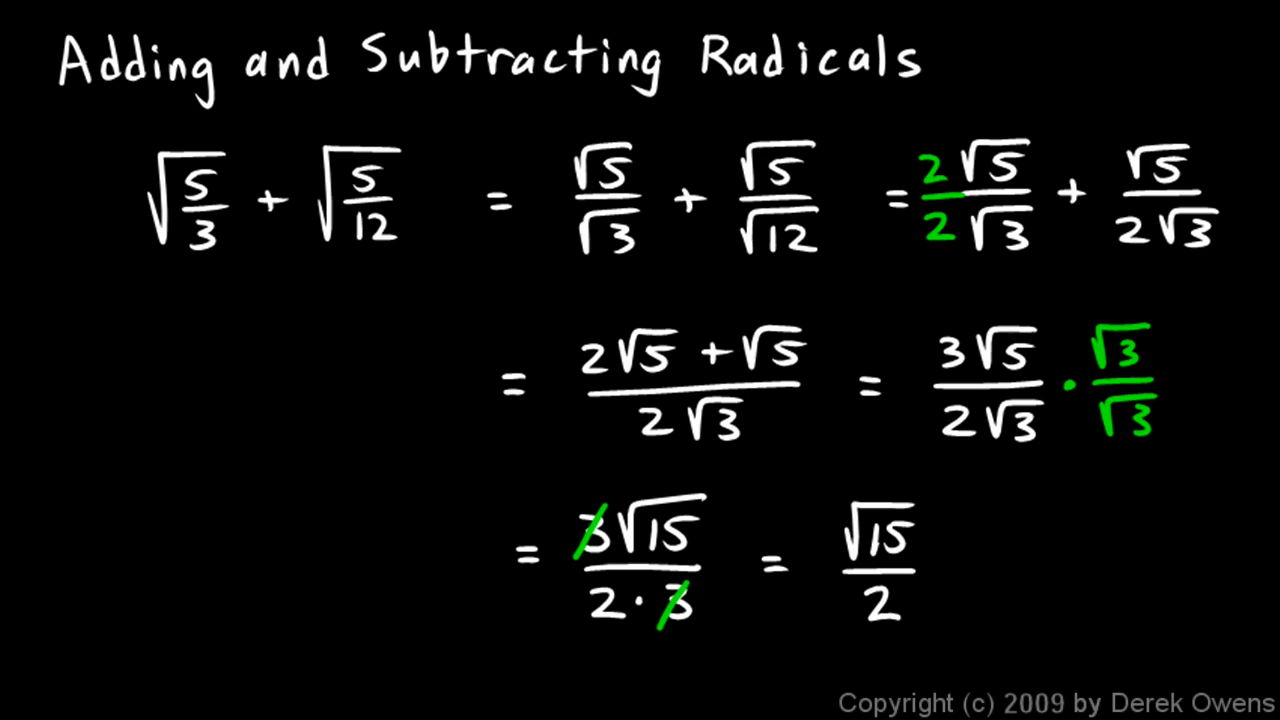 Adding and Subtracting Radicals
√(5/3) + √(5/12) = √5/√3 + √5/√12 = 2√5/2√3 + √5/2√3
= (2√5 + √5)/(2√3) = 3√5/2√3 · √3/√3
= 3√15/(2·3) = √15/2
Copyright (c) 2009 by Derek Owens